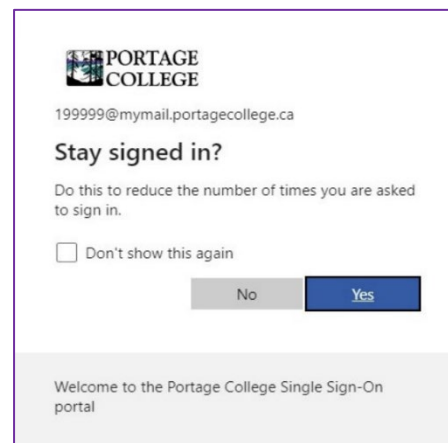 PORTAGE
COLLEGE
199999@mymail.portagecollege.ca
Stay signed in?
Do this to reduce the number of times you are asked
to sign in.
Don't show this again
No
Yes
Welcome to the Portage College Single Sign-On
portal